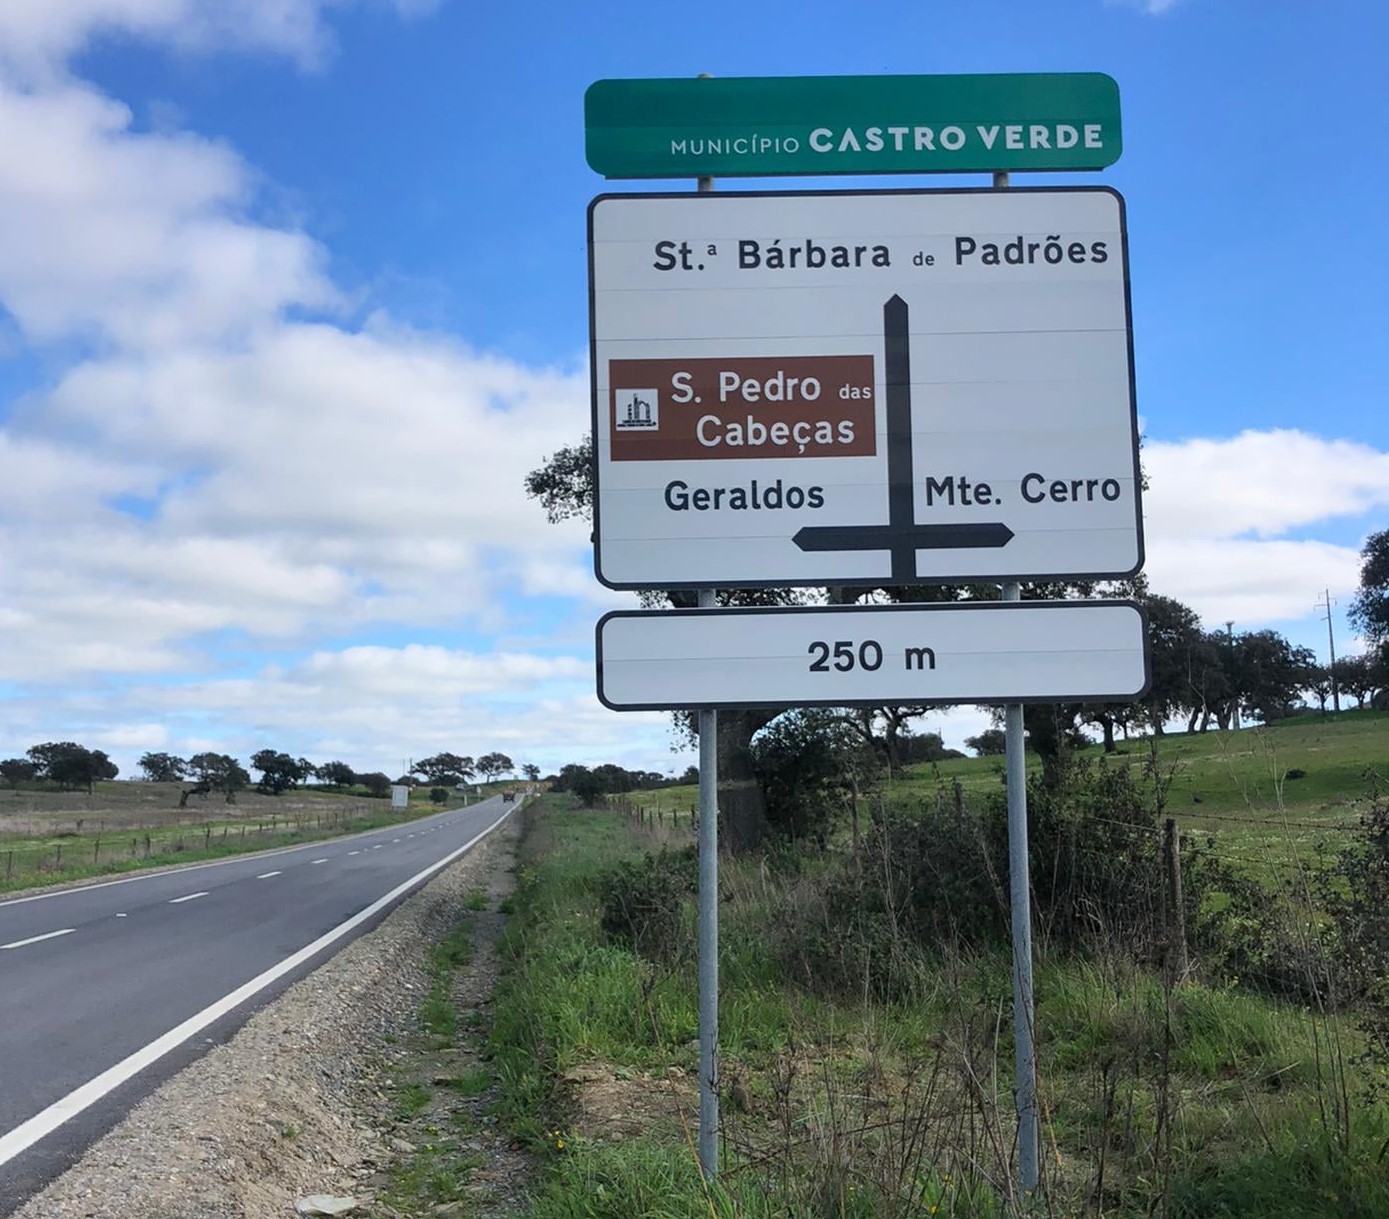 MUNICÍPIO CASTRO VERDE
St.ª Bárbara de Padrões
S. Pedro das
Cabeças
Geraldos
Mte. Cerro
250 m